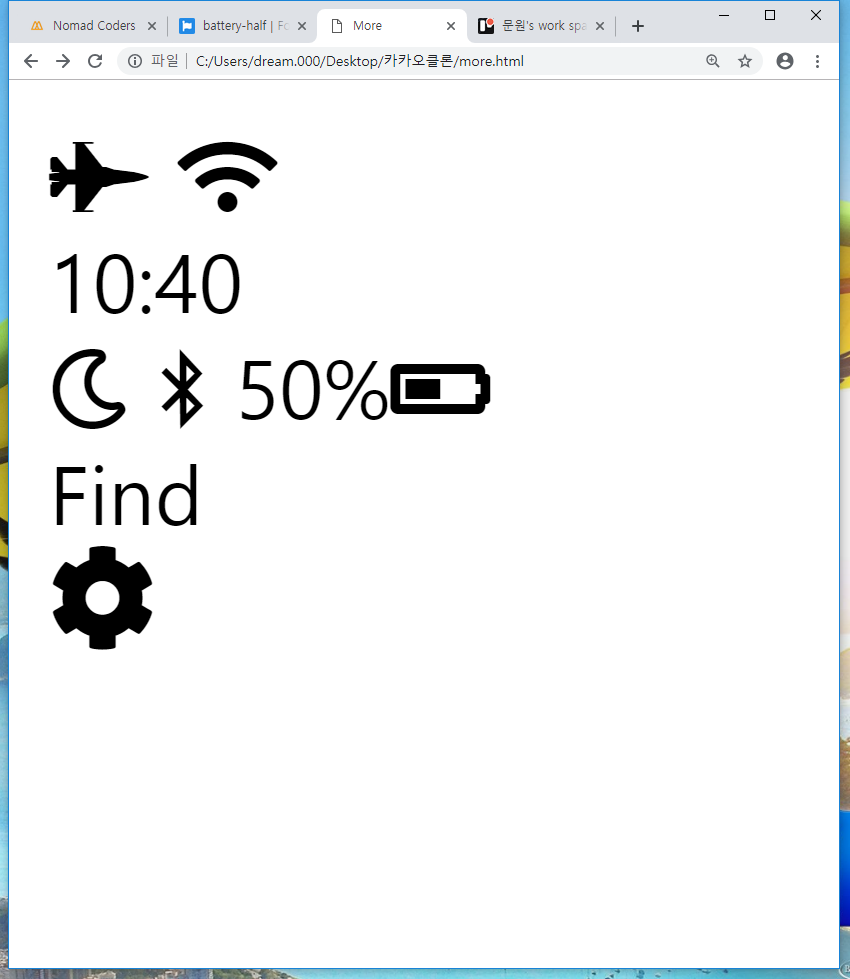 Nomad Coders
battery-half | Fo
More
문원's work spa
파일
C:/Users/dream.000/Desktop/카카오클론/more.html
10:40
50%
Find